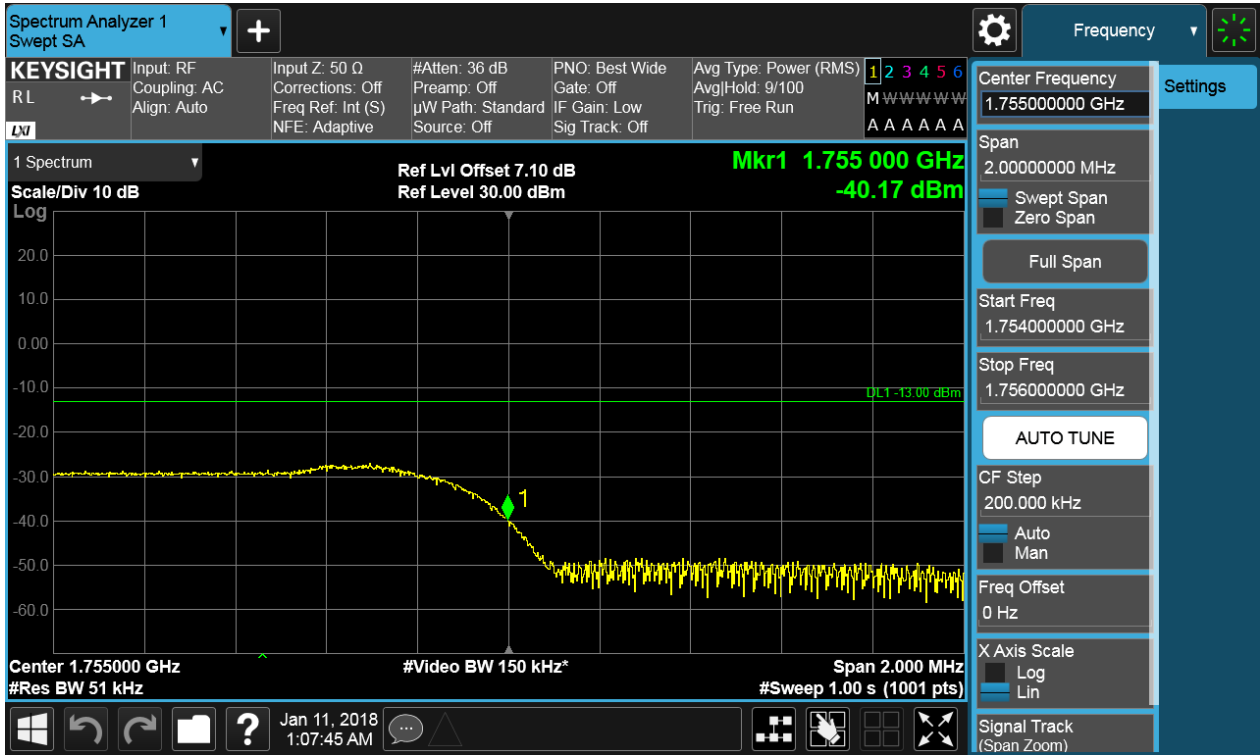 Spectrum Analyzer 1
Swept SA
+
Frequency
KEYSIGHT
RL
LXI
Input: RF
Coupling: AC
Align: Auto
Input Z: 50 Ω
Corrections: Off
Freq Ref: Int (S)
NFE: Adaptive
#Atten: 36 dB
Preamp: Off
µW Path: Standard
Source: Off
PNO: Best Wide
Gate: Off
IF Gain: Low
Sig Track: Off
Avg Type: Power (RMS)
Avg|Hold: 9/100
Trig: Free Run
1 2 3 4 5 6
M W W W W W
A A A A A A
1 Spectrum
Scale/Div 10 dB
Log
Ref Lvl Offset 7.10 dB
Ref Level 30.00 dBm
Mkr1 1.755 000 GHz
-40.17 dBm
20.0
10.0
0.00
-10.0
DL1 -13.00 dBm
-20.0
-30.0
1
-40.0
-50.0
-60.0
Center 1.755000 GHz
#Video BW 150 kHz*
Span 2.000 MHz
#Res BW 51 kHz
#Sweep 1.00 s (1001 pts)
Center Frequency
1.755000000 GHz
Settings
Span
2.00000000 MHz
Swept Span
Zero Span
Full Span
Start Freq
1.754000000 GHz
Stop Freq
1.756000000 GHz
AUTO TUNE
CF Step
200.000 kHz
Auto
Man
Freq Offset
0 Hz
X Axis Scale
Log
Lin
Signal Track
(Span Zoom)
?
Jan 11, 2018
1:07:45 AM